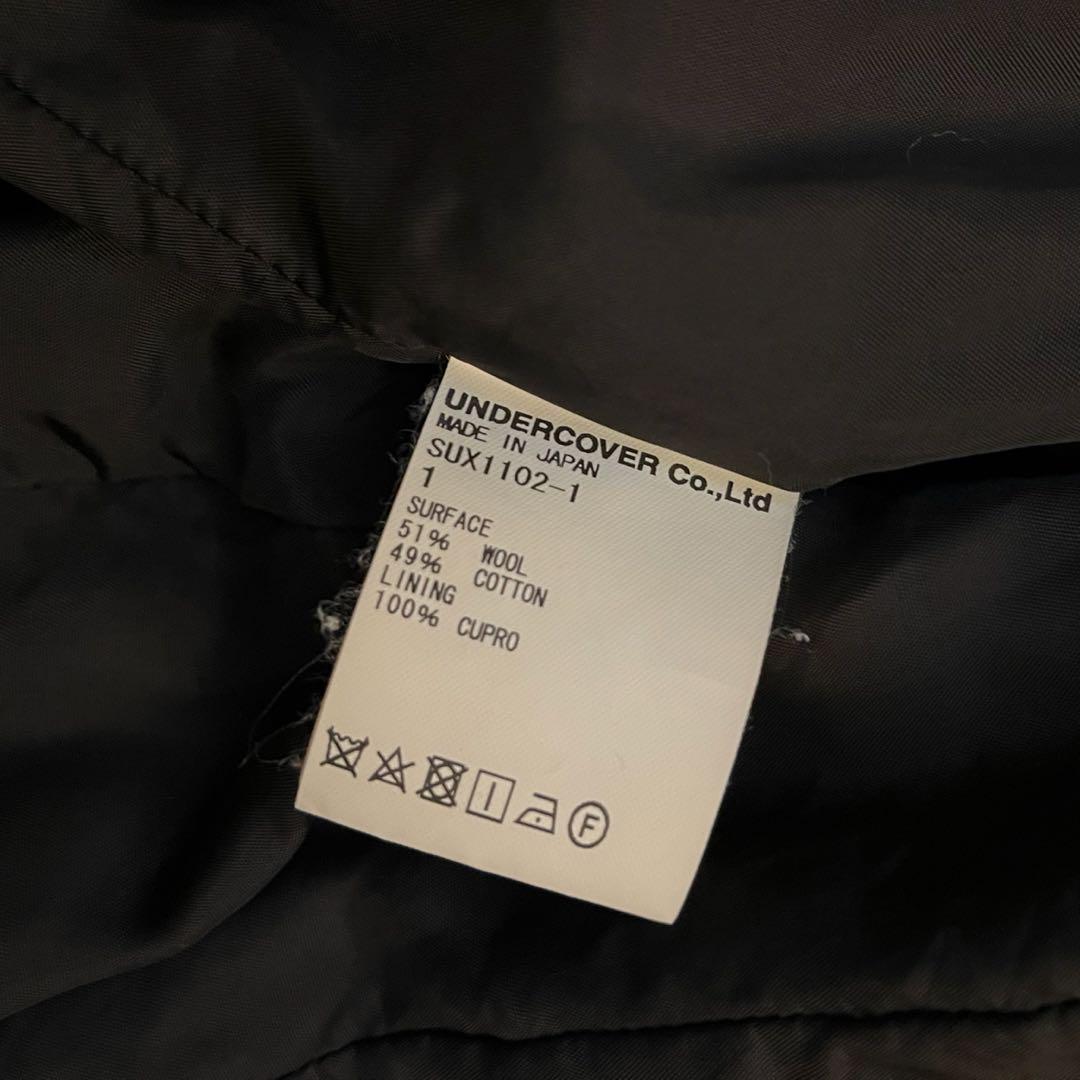 UNDERCOVER Co.,Ltd
MADE IN JAPAN
SUX1102-1
1
SURFACE
51% WOOL
49% COTTON
LINING
100% CUPRO
F